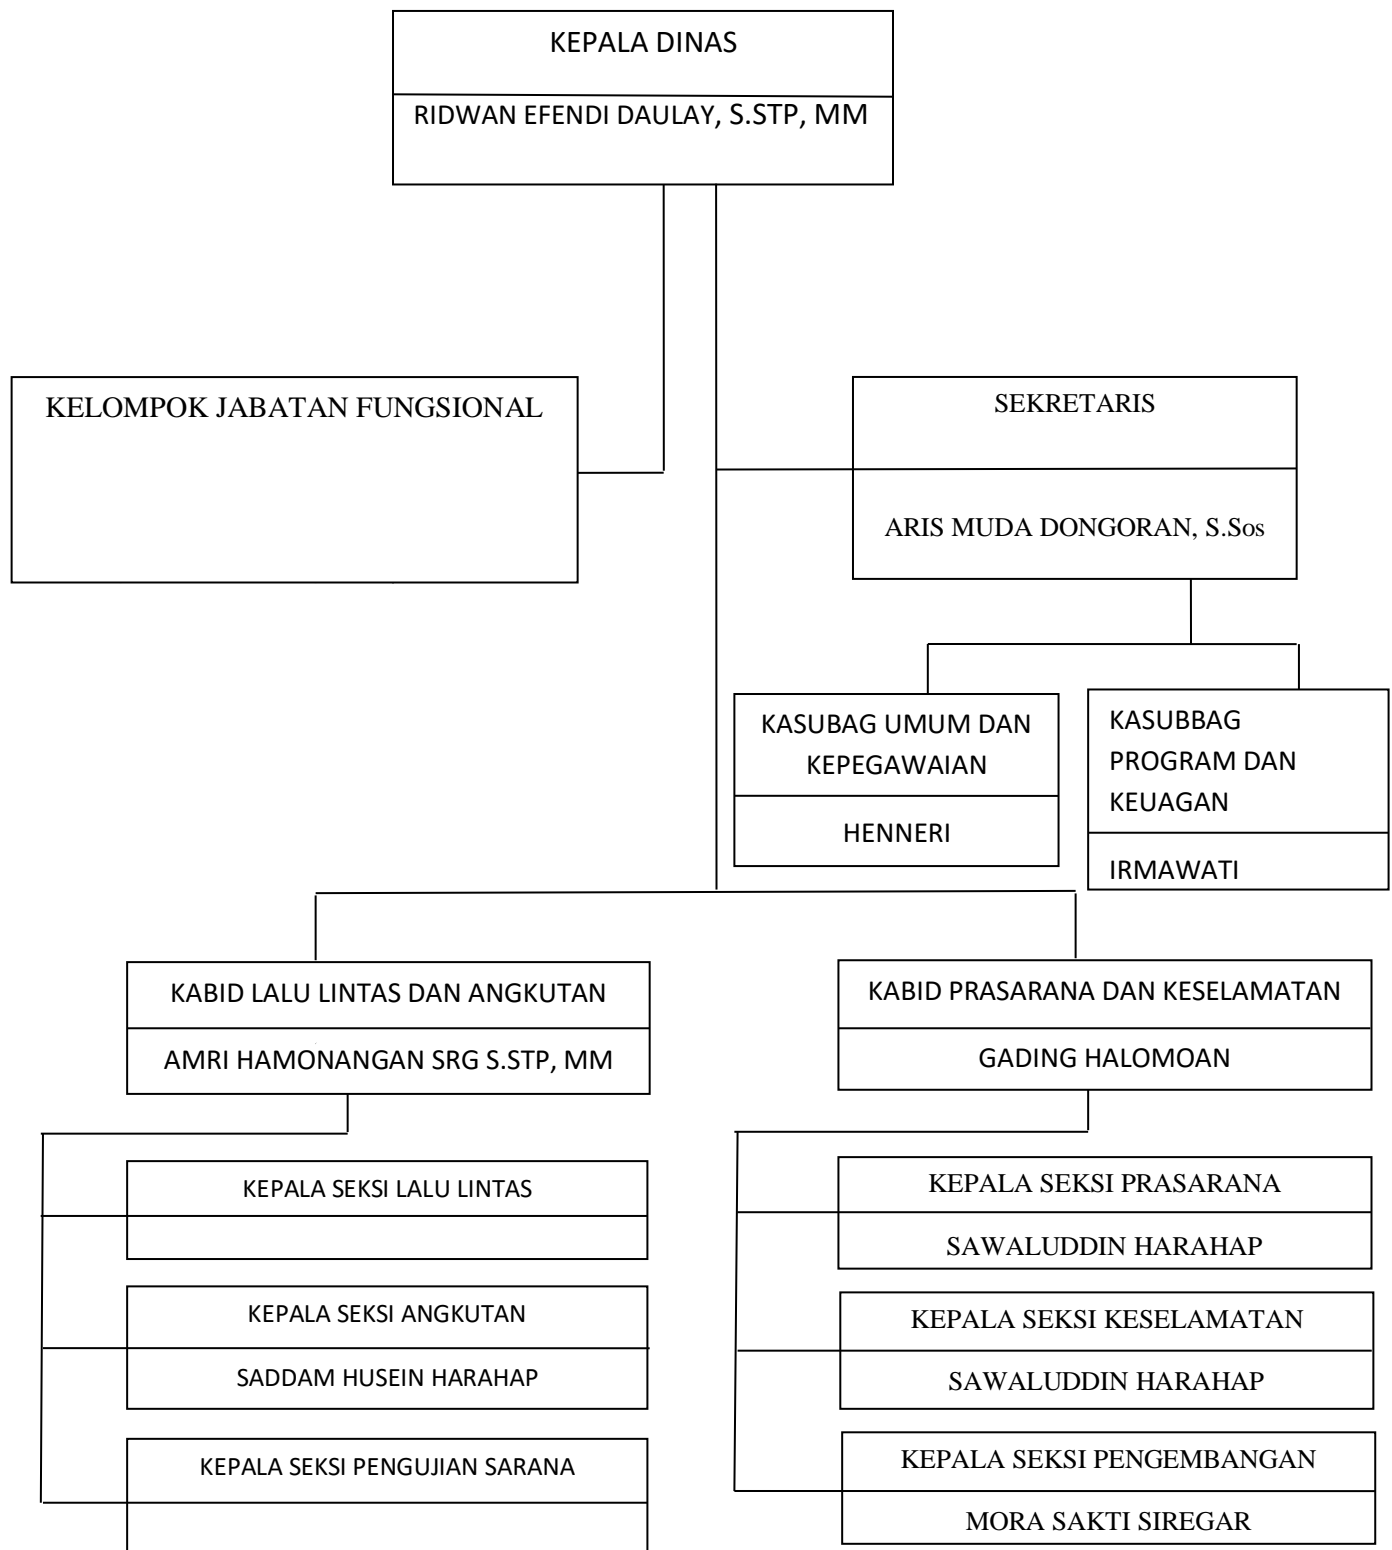 KEPALA DINAS
RIDWAN EFENDI DAULAY, S.STP, MM
KELOMPOK JABATAN FUNGSIONAL
SEKRETARIS
ARIS MUDA DONGORAN, S.Sos
KASUBAG UMUM DAN
KEPEGAWAIAN
HENNERI
KASUBBAG
PROGRAM DAN
KEUAGAN
IRMAWATI
KABID LALU LINTAS DAN ANGKUTAN
AMRI HAMONANGAN SRG S.STP, MM
KEPALA SEKSI LALU LINTAS
KEPALA SEKSI ANGKUTAN
SADDAM HUSEIN HARAHAP
KEPALA SEKSI PENGUJIAN SARANA
KABID PRASARANA DAN KESELAMATAN
GADING HALOMOAN
KEPALA SEKSI PRASARANA
SAWALUDDIN HARAHAP
KEPALA SEKSI KESELAMATAN
SAWALUDDIN HARAHAP
KEPALA SEKSI PENGEMBANGAN
MORA SAKTI SIREGAR